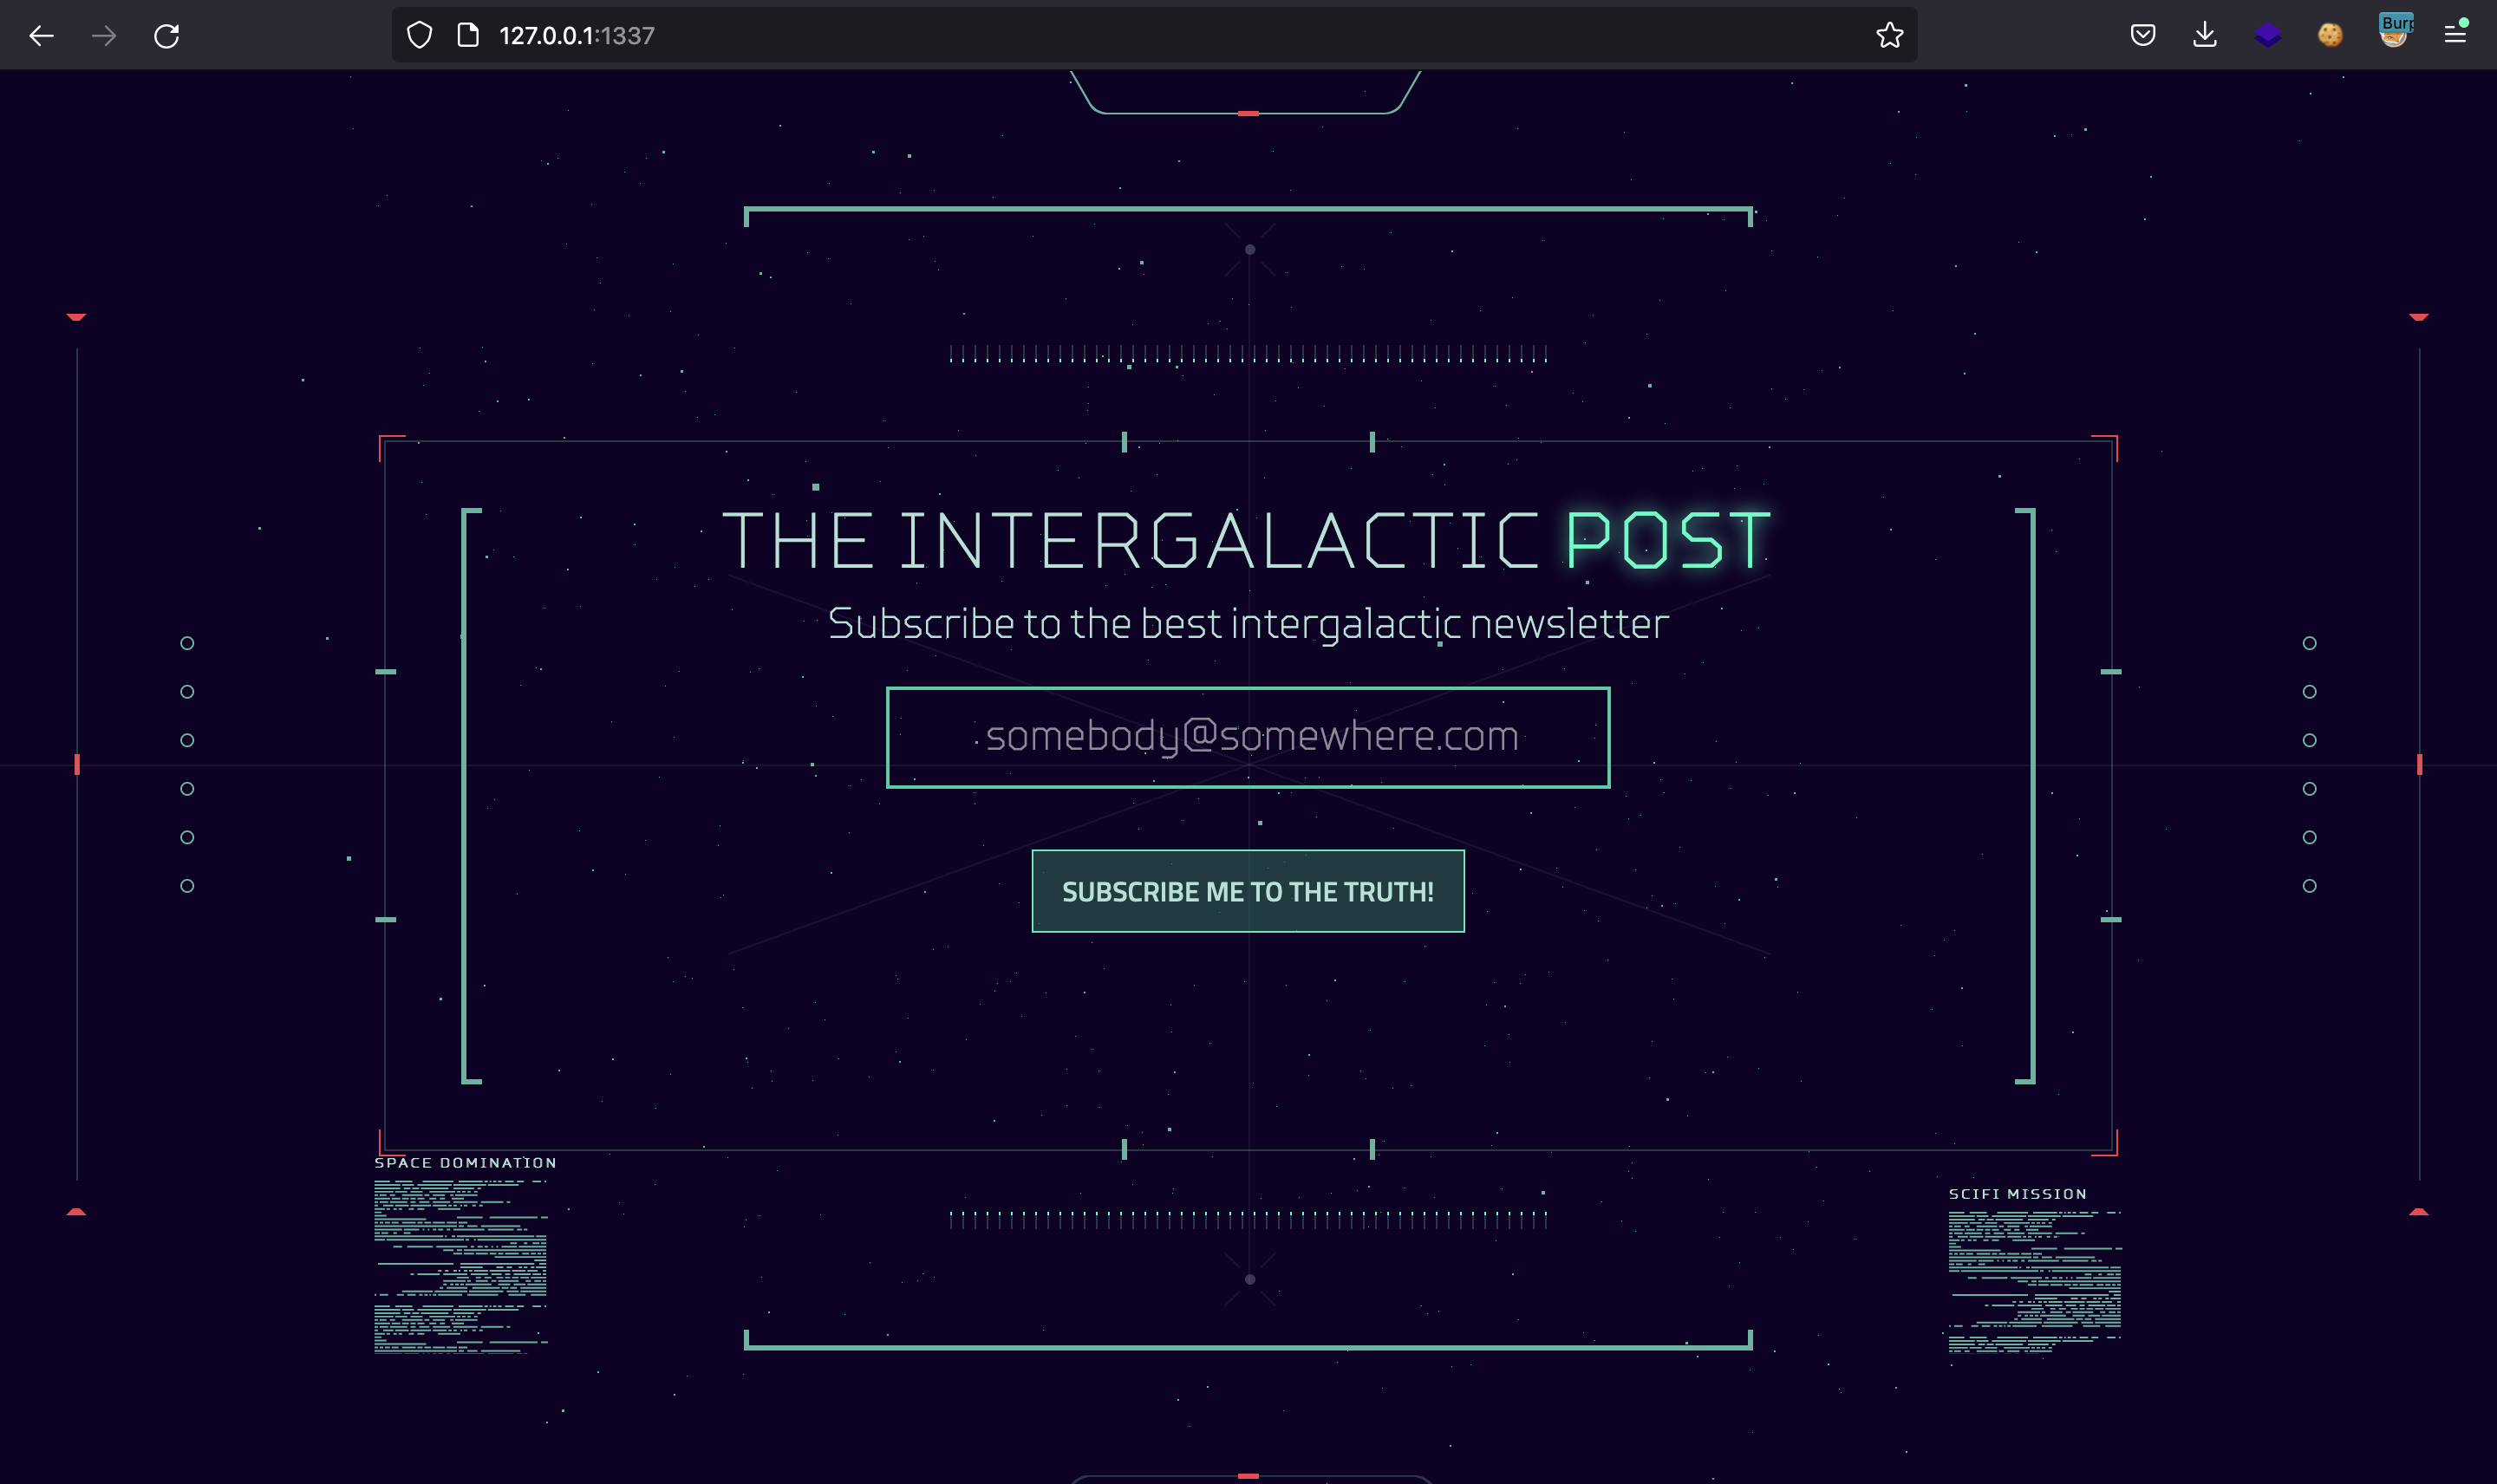 127.0.0.1:1337
Burp
THE INTERGALACTIC POST
Subscribe to the best intergalactic newsletter
somebody@somewhere.com
SUBSCRIBE ME TO THE TRUTH!
SPACE DOMINATION
SCIFI MISSION